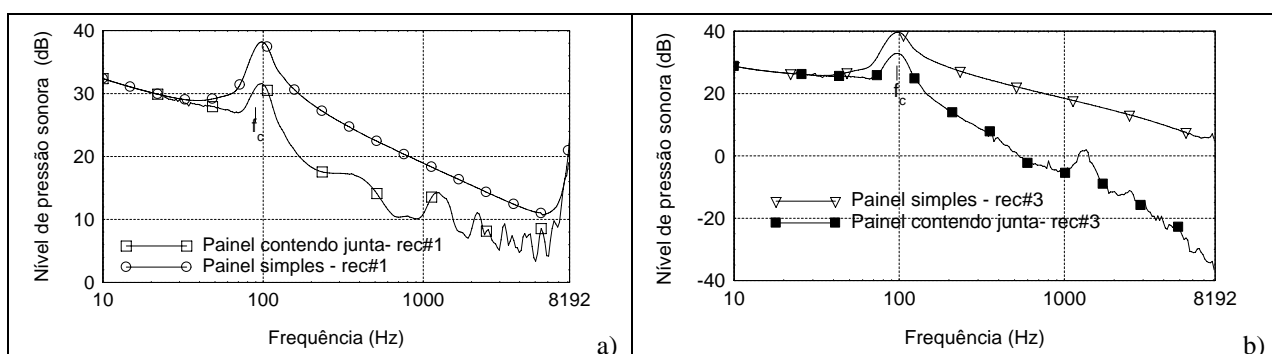 Nível de pressão sonora (dB)
40
30
20
10
0
f c
Painel contendo junta- rec#1
Painel simples - rec#1
10
100
1000
8192
Frequência (Hz)
a)
Nível de pressão sonora (dB)
40
20
0
-20
-40
f c
Painel simples - rec#3
Painel contendo junta- rec#3
10
100
1000
8192
Frequência (Hz)
b)